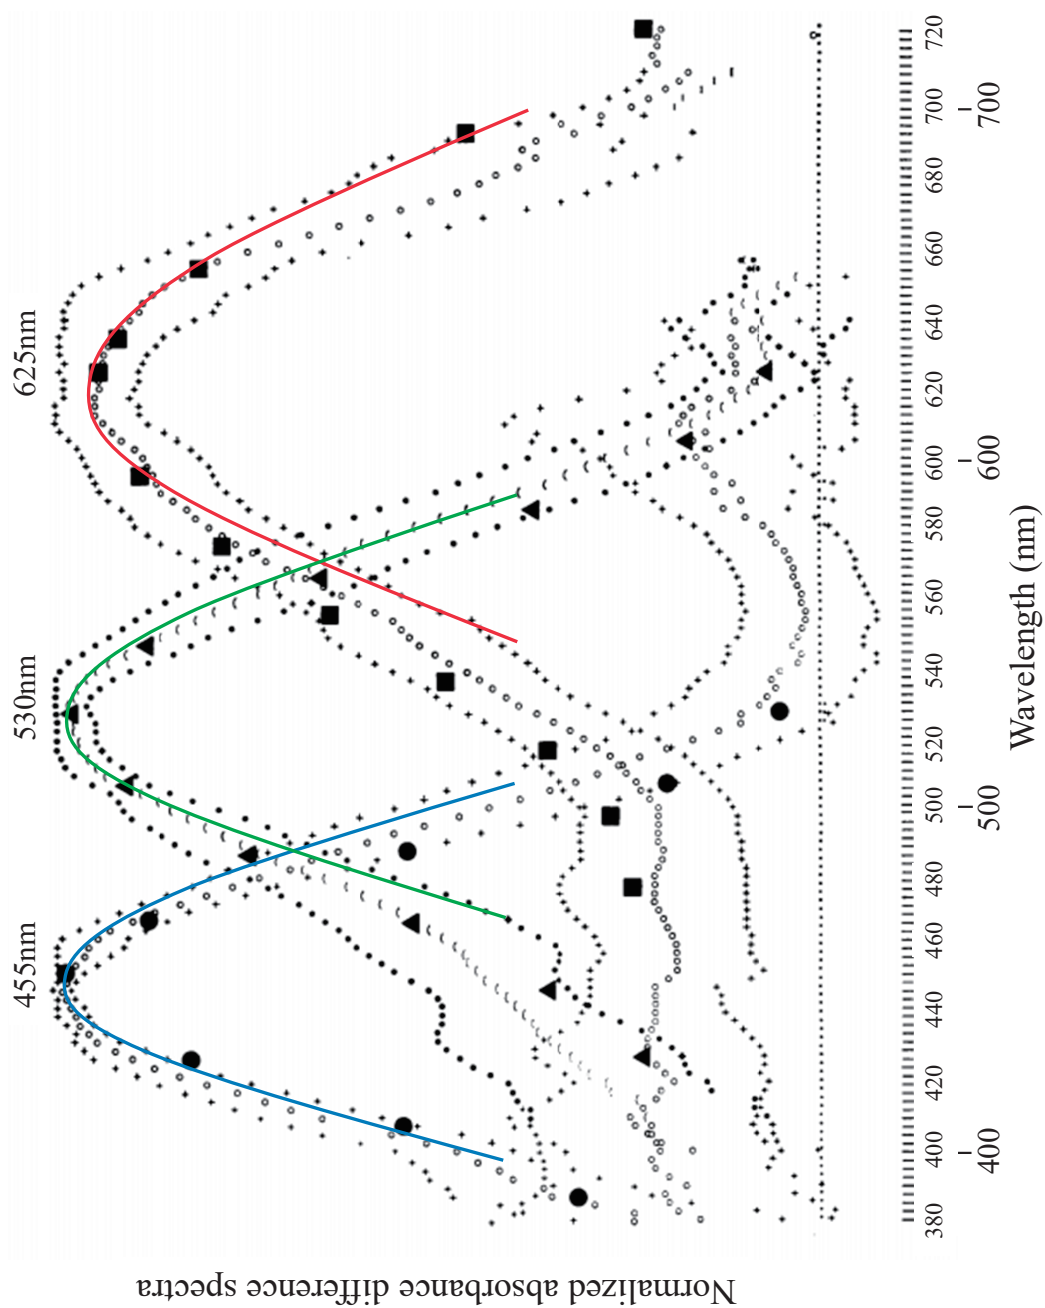 455nm
530nm
625nm
Normalized absorbance difference spectra
380 400 420 440 460 480 500 520 540 560 580 600 620 640 660 680 700 720
400 500 600 700
Wavelength (nm)